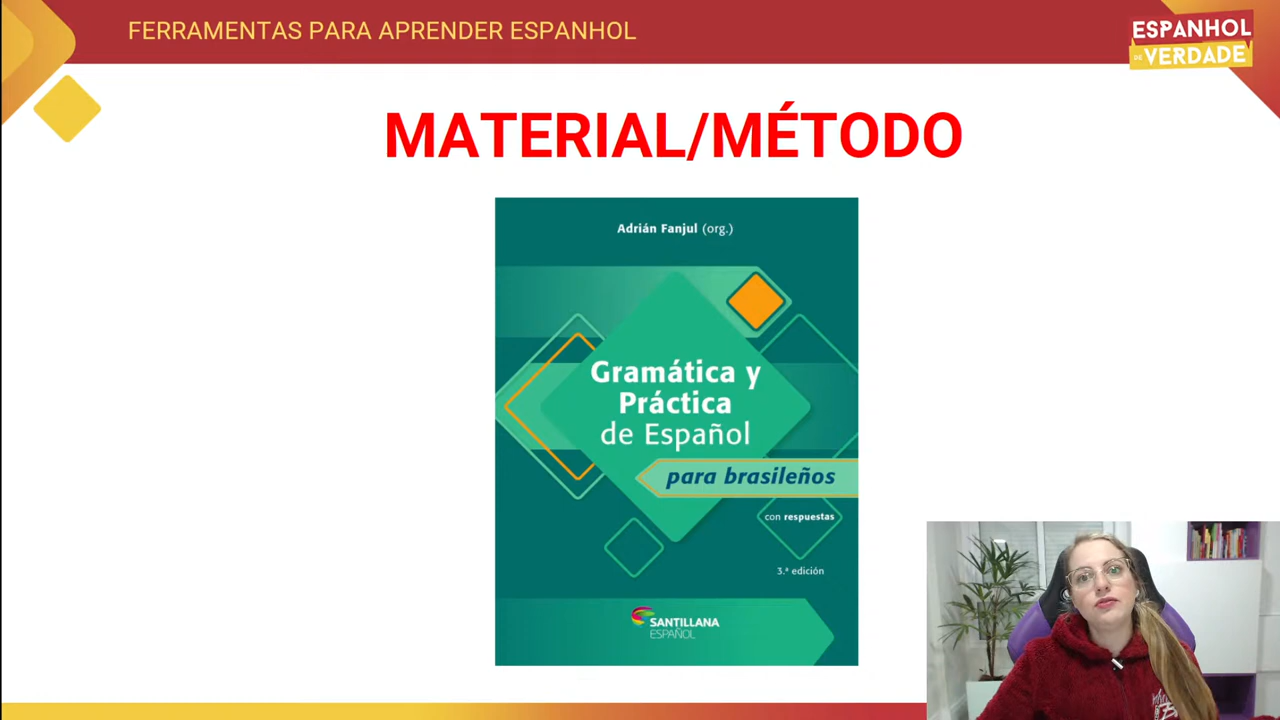 FERRAMENTAS PARA APRENDER ESPANHOL
ESPANHOL
DE VERDADE
MATERIAL/MÉTODO
Adrián Fanjul (org.)
Gramática y
Práctica
de Español
para brasileños
con respuestas
3.ª edición
SANTILLANA
ESPAÑOL